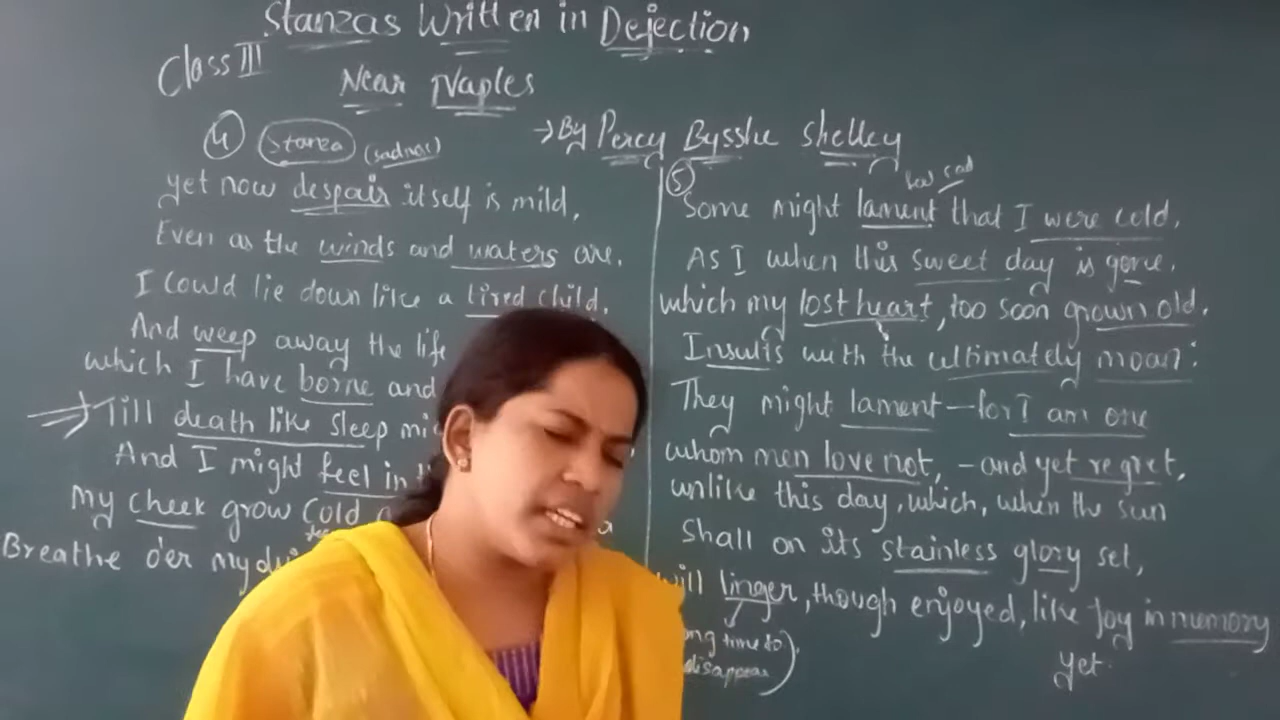 Stanzas Written in Dejection
Class III
Near Naples
→ By Percy Bysshe Shelley
④ Stanza (sadness)
yet now despair itself is mild,
Even as the winds and waters are,
I could lie down like a tired child,
And weep away the life
which I have borne and
⇒ Till death like sleep
And I might feel in
my cheek grow cold
Breathe o'er my
⑤
sad
Some might lament that I were cold,
As I when this sweet day is gone,
which my lost heart, too soon grown old,
Insults with the ultimately moan:
They might lament — for I am one
whom men love not, - and yet regret,
unlike this day, which, when the sun
Shall on its stainless glory set,
will linger, though enjoyed, like Joy in memory
yet.
time to
disappear)